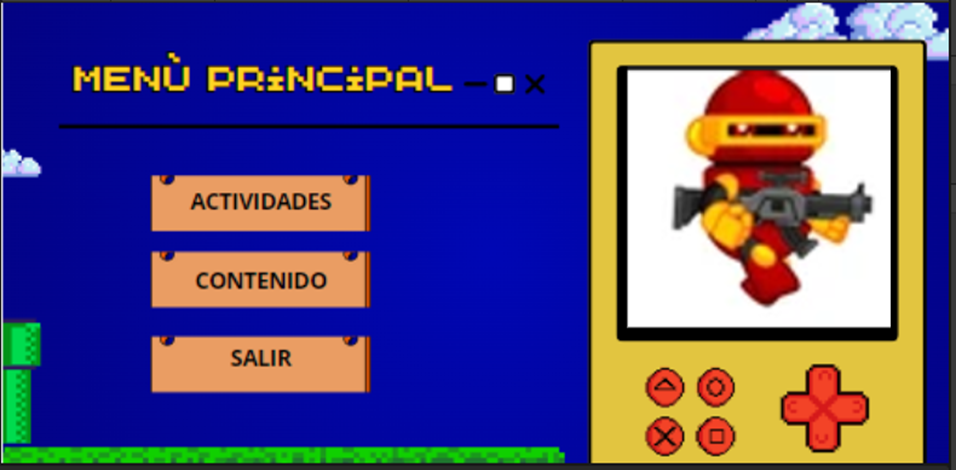 MENÙ PRINCIPAL
ACTIVIDADES
CONTENIDO
SALIR